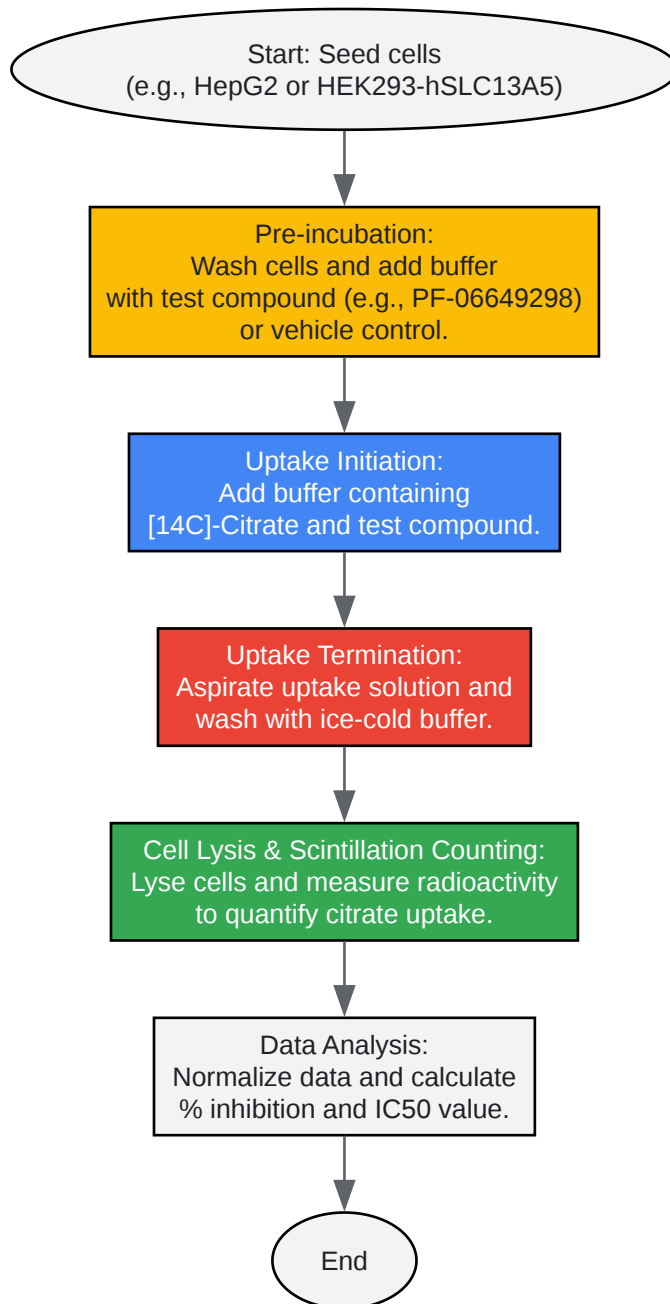 Start: Seed cells
(e.g., HepG2 or HEK293-hSLC13A5)
Pre-incubation:
Wash cells and add buffer
with test compound (e.g., PF-06649298)
or vehicle control.
Uptake Initiation:
Add buffer containing
[14C]-Citrate and test compound.
Uptake Termination:
Aspirate uptake solution and
wash with ice-cold buffer.
Cell Lysis & Scintillation Counting:
Lyse cells and measure radioactivity
to quantify citrate uptake.
Data Analysis:
Normalize data and calculate
% inhibition and IC50 value.
End